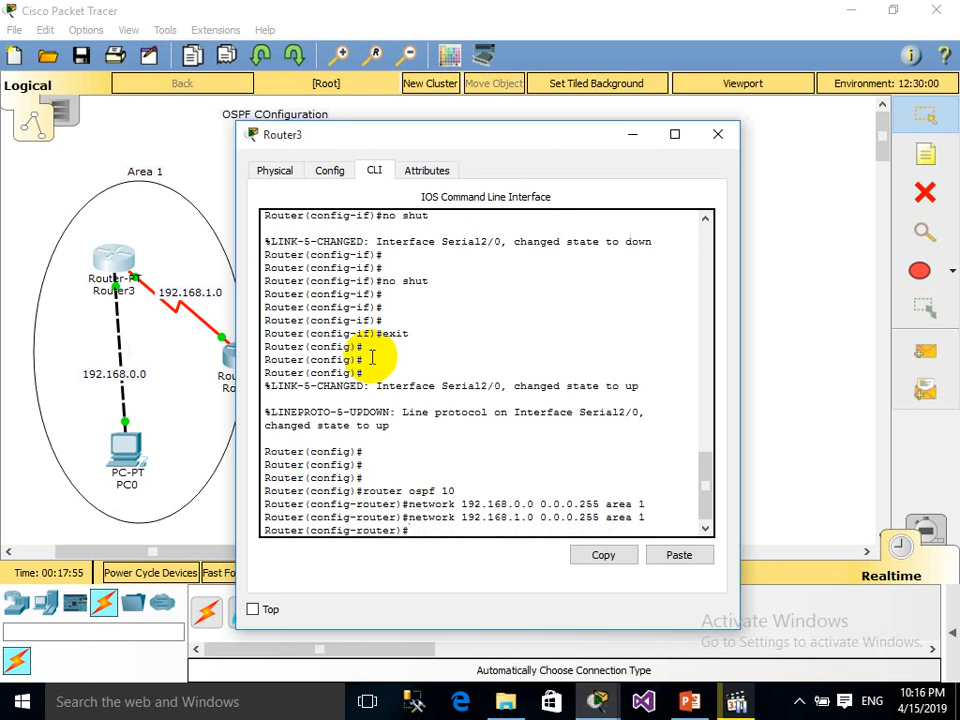 Cisco Packet Tracer
File Edit Options View Tools Extensions Help
Logical
Back
[Root]
New Cluster
Move Object
Set Tiled Background
Viewport
Environment: 12:30:00
OSPF COnfiguration
Area 1
Router-PT
Router3
192.168.1.0
192.168.0.0
PC-PT
PC0
Router3
Physical
Config
CLI
Attributes
IOS Command Line Interface
Router(config-if)#no shut
%LINK-5-CHANGED: Interface Serial2/0, changed state to down
Router(config-if)#
Router(config-if)#
Router(config-if)#no shut
Router(config-if)#
Router(config-if)#
Router(config-if)#
Router(config-if)#exit
Router(config)#
Router(config)#
Router(config)#
%LINK-5-CHANGED: Interface Serial2/0, changed state to up
%LINEPROTO-5-UPDOWN: Line protocol on Interface Serial2/0,
changed state to up
Router(config)#
Router(config)#
Router(config)#
Router(config)#router ospf 10
Router(config-router)#network 192.168.0.0 0.0.0.255 area 1
Router(config-router)#network 192.168.1.0 0.0.0.255 area 1
Router(config-router)#
Copy
Paste
Top
Time: 00:17:55
Power Cycle Devices
Fast Fo
Realtime
Activate Windows
Go to Settings to activate Windows.
Automatically Choose Connection Type
Search the web and Windows
ENG
10:16 PM
4/15/2019